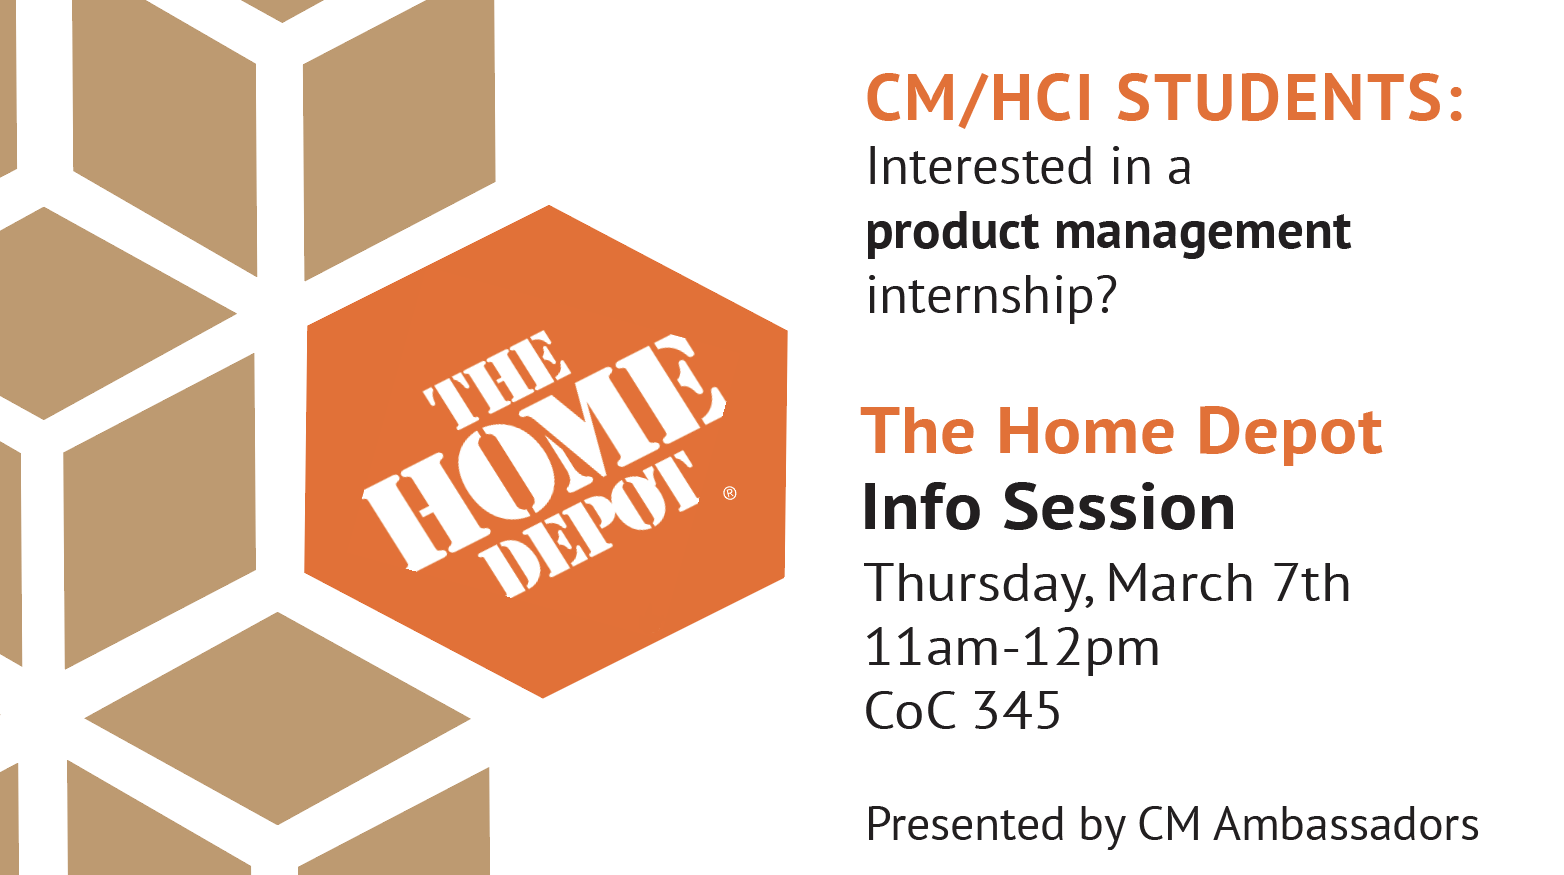 THE
HOME
DEPOT
®
CM/HCI STUDENTS:
Interested in a
product management
internship?
The Home Depot
Info Session
Thursday, March 7th
11am-12pm
CoC 345
Presented by CM Ambassadors